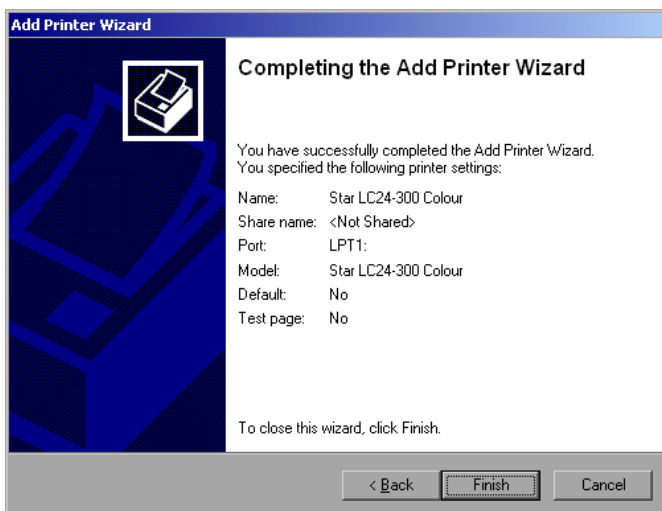 Add Printer Wizard
Completing the Add Printer Wizard
You have successfully completed the Add Printer Wizard.
You specified the following printer settings:
Name: Star LC24-300 Colour
Share name: <Not Shared>
Port: LPT1:
Model: Star LC24-300 Colour
Default: No
Test page: No
To close this wizard, click Finish.
< Back Finish Cancel